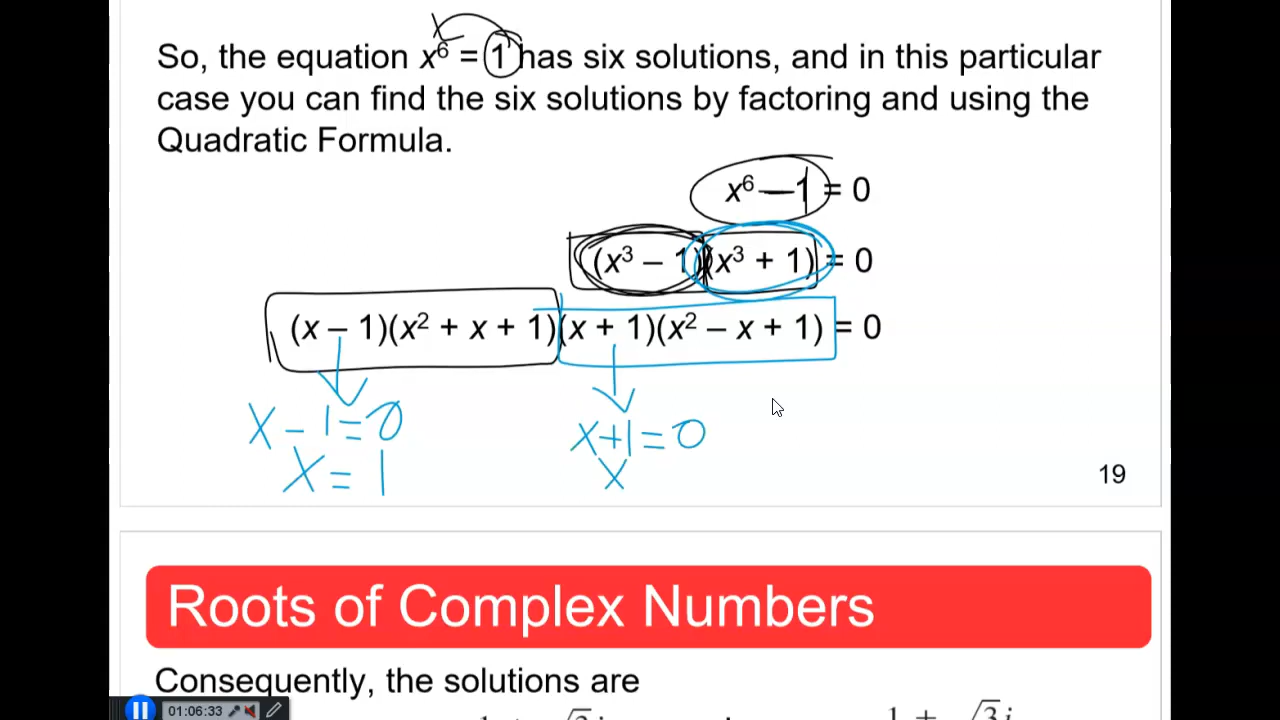 So, the equation x⁶ = 1 has six solutions, and in this particular
case you can find the six solutions by factoring and using the
Quadratic Formula.
x⁶ – 1 = 0
(x³ – 1)(x³ + 1) = 0
(x – 1)(x² + x + 1)(x + 1)(x² – x + 1) = 0
x – 1 = 0 x + 1 = 0
x = 1 x
19
Roots of Complex Numbers
Consequently, the solutions are
01:06:33